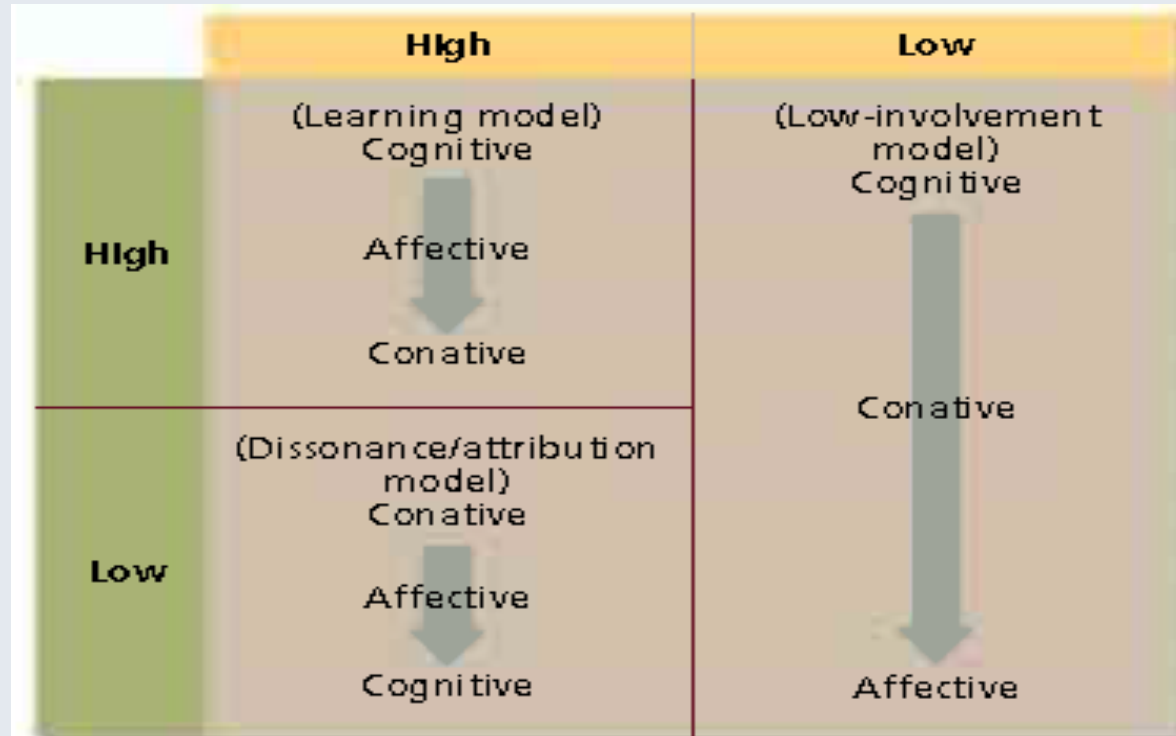 High
Low
High
(Learning model)
Cognitive
Affective
Conative
(Low-involvement
model)
Cognitive
Conative
Affective
Low
(Dissonance/attribution
model)
Conative
Affective
Cognitive